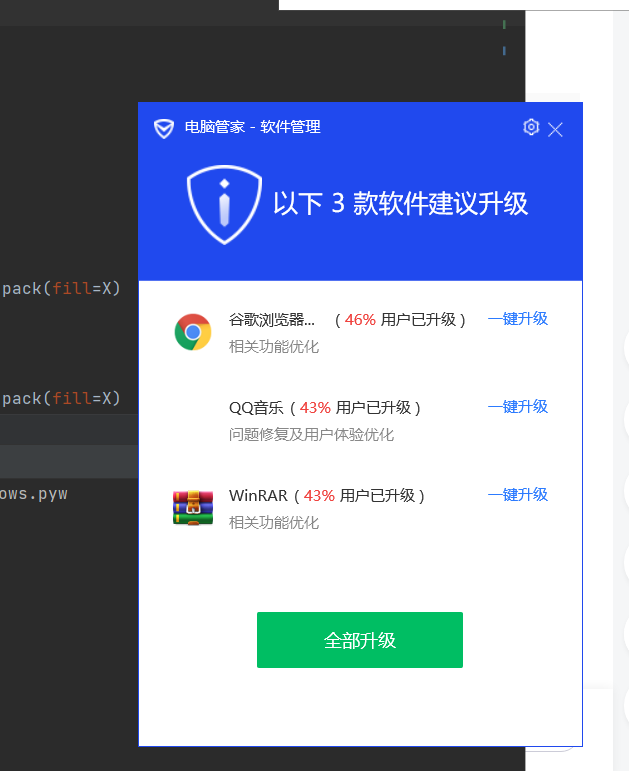 电脑管家 - 软件管理
以下 3 款软件建议升级
pack(fill=X)
谷歌浏览器... （46% 用户已升级） 一键升级
相关功能优化
pack(fill=X)
QQ音乐（43% 用户已升级） 一键升级
问题修复及用户体验优化
ows.pyw
WinRAR（43% 用户已升级） 一键升级
相关功能优化
全部升级